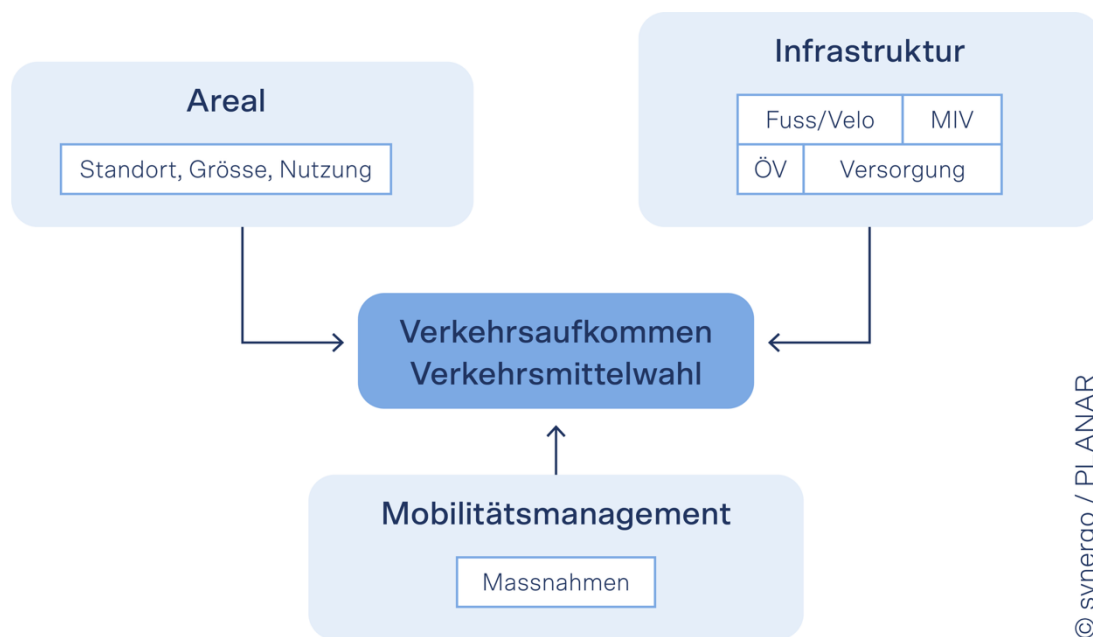 Areal
Standort, Grösse, Nutzung
Infrastruktur
Fuss/Velo
MIV
ÖV
Versorgung
Verkehrsaufkommen
Verkehrsmittelwahl
Mobilitätsmanagement
Massnahmen
© synergo / PLANAR